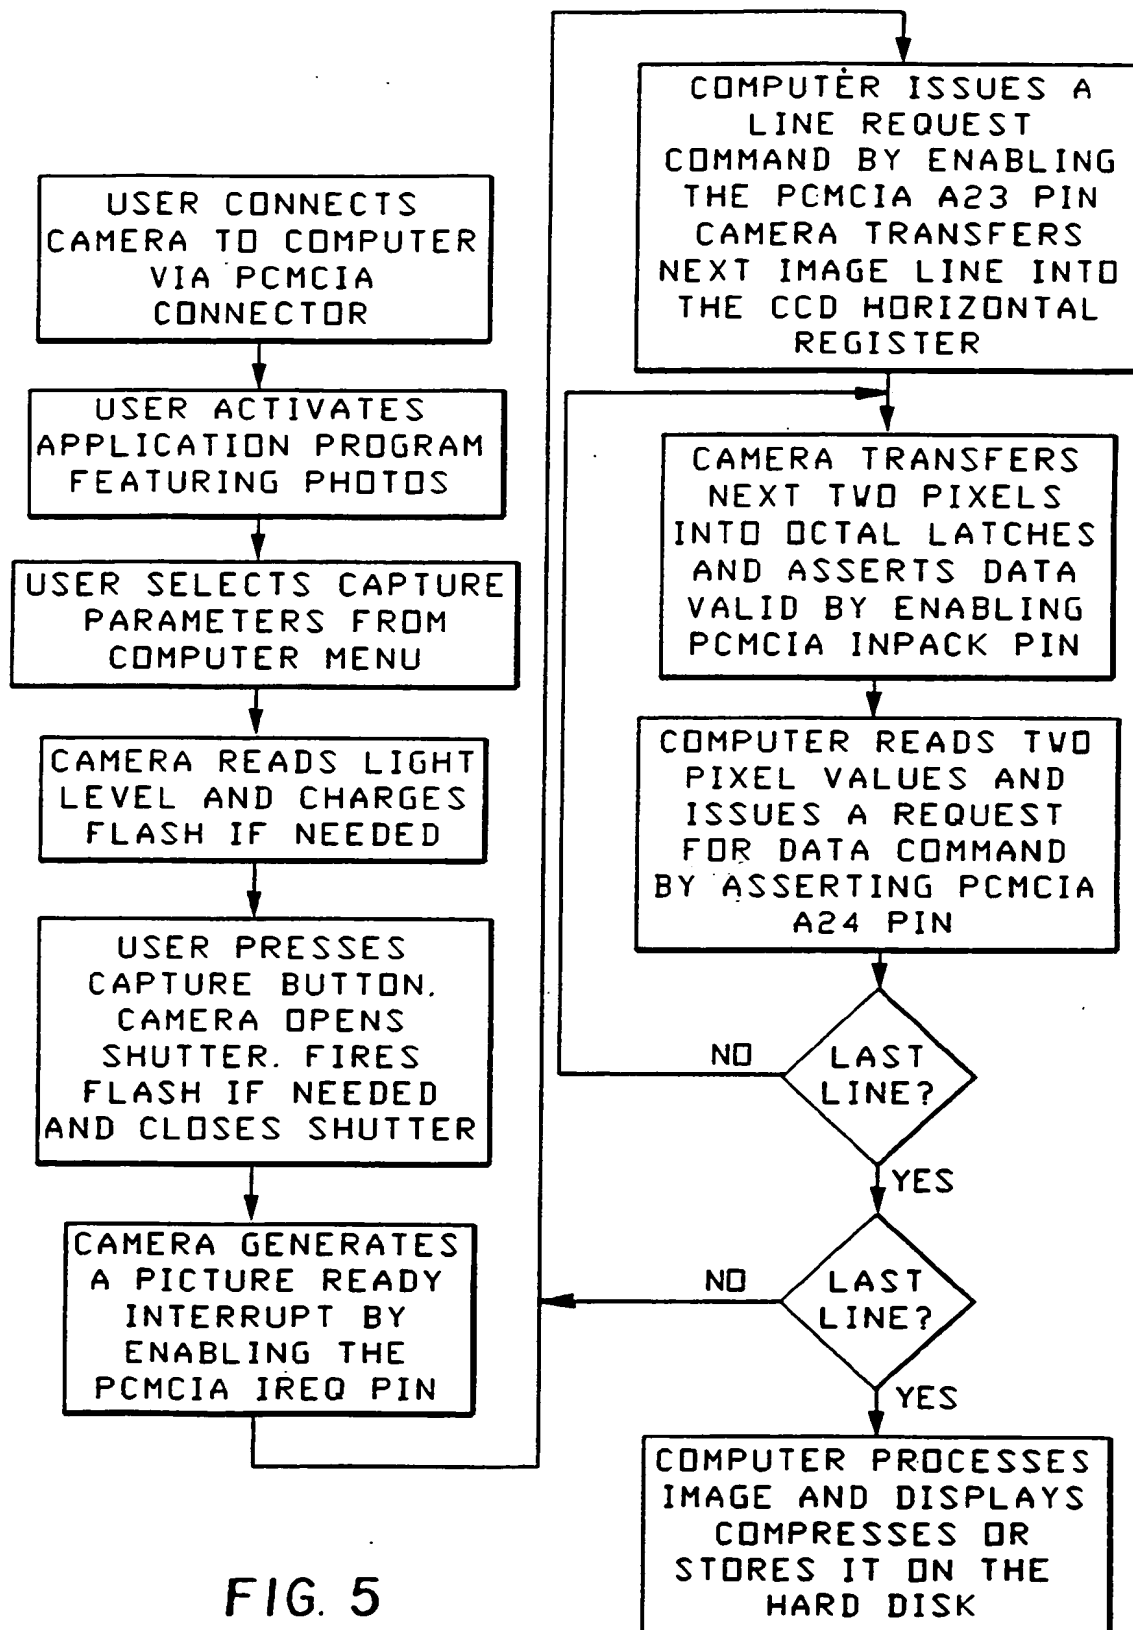 USER CONNECTS
CAMERA TO COMPUTER
VIA PCMCIA
CONNECTOR
USER ACTIVATES
APPLICATION PROGRAM
FEATURING PHOTOS
USER SELECTS CAPTURE
PARAMETERS FROM
COMPUTER MENU
CAMERA READS LIGHT
LEVEL AND CHARGES
FLASH IF NEEDED
USER PRESSES
CAPTURE BUTTON.
CAMERA OPENS
SHUTTER. FIRES
FLASH IF NEEDED
AND CLOSES SHUTTER
CAMERA GENERATES
A PICTURE READY
INTERRUPT BY
ENABLING THE
PCMCIA IREQ PIN
COMPUTER ISSUES A
LINE REQUEST
COMMAND BY ENABLING
THE PCMCIA A23 PIN
CAMERA TRANSFERS
NEXT IMAGE LINE INTO
THE CCD HORIZONTAL
REGISTER
CAMERA TRANSFERS
NEXT TWO PIXELS
INTO OCTAL LATCHES
AND ASSERTS DATA
VALID BY ENABLING
PCMCIA INPACK PIN
COMPUTER READS TWO
PIXEL VALUES AND
ISSUES A REQUEST
FOR DATA COMMAND
BY ASSERTING PCMCIA
A24 PIN
NO
LAST
LINE?
YES
NO
LAST
LINE?
YES
COMPUTER PROCESSES
IMAGE AND DISPLAYS
COMPRESSES OR
STORES IT ON THE
HARD DISK
FIG. 5